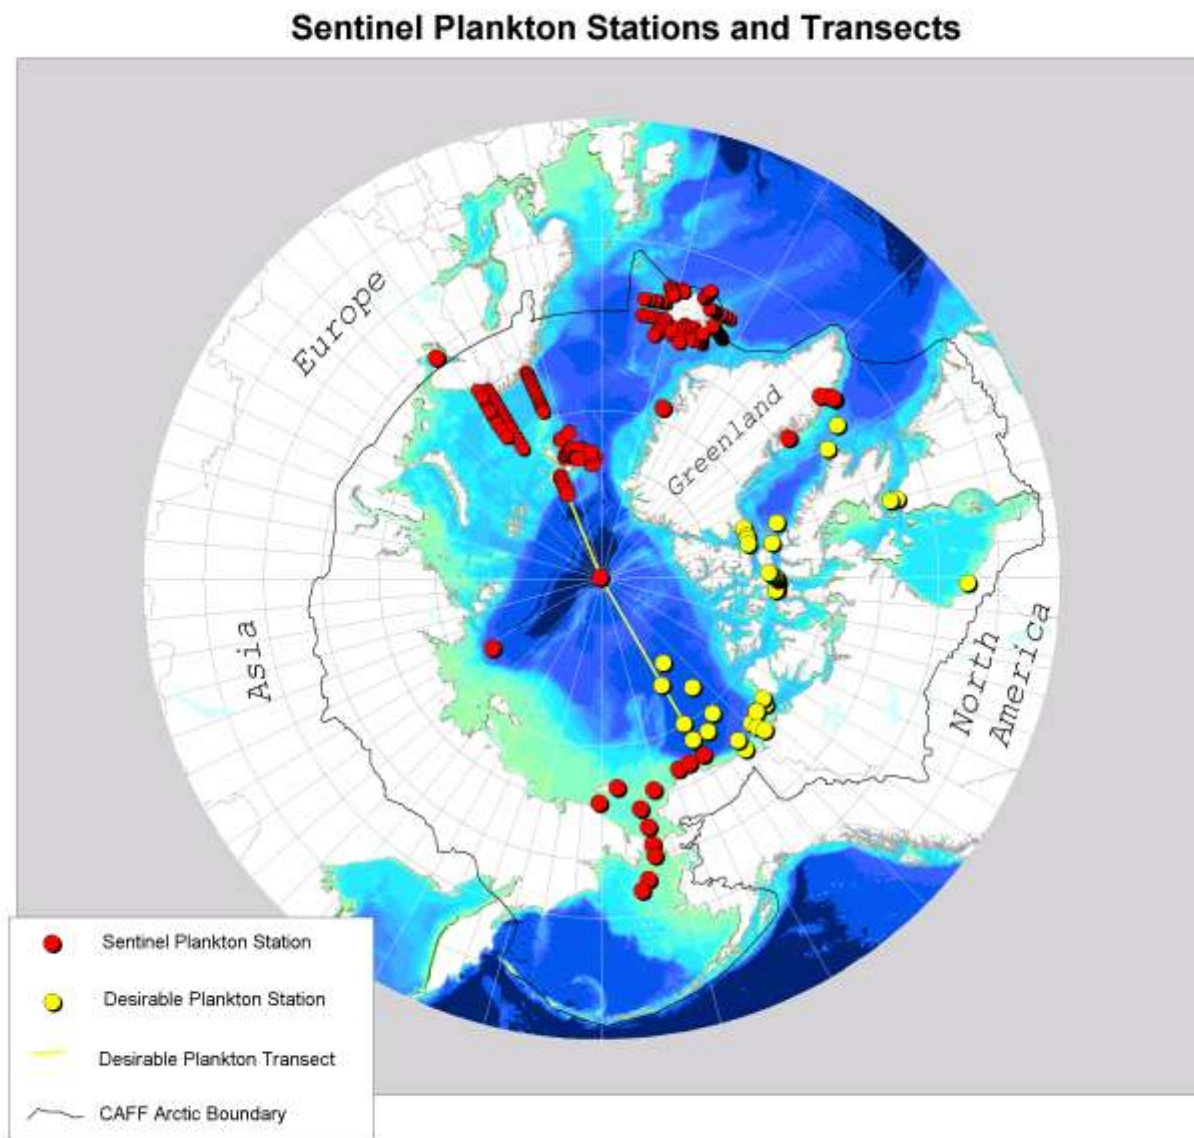 Sentinel Plankton Stations and Transects
Europe
Greenland
Asia
North
America
Sentinel Plankton Station
Desirable Plankton Station
Desirable Plankton Transect
CAFF Arctic Boundary